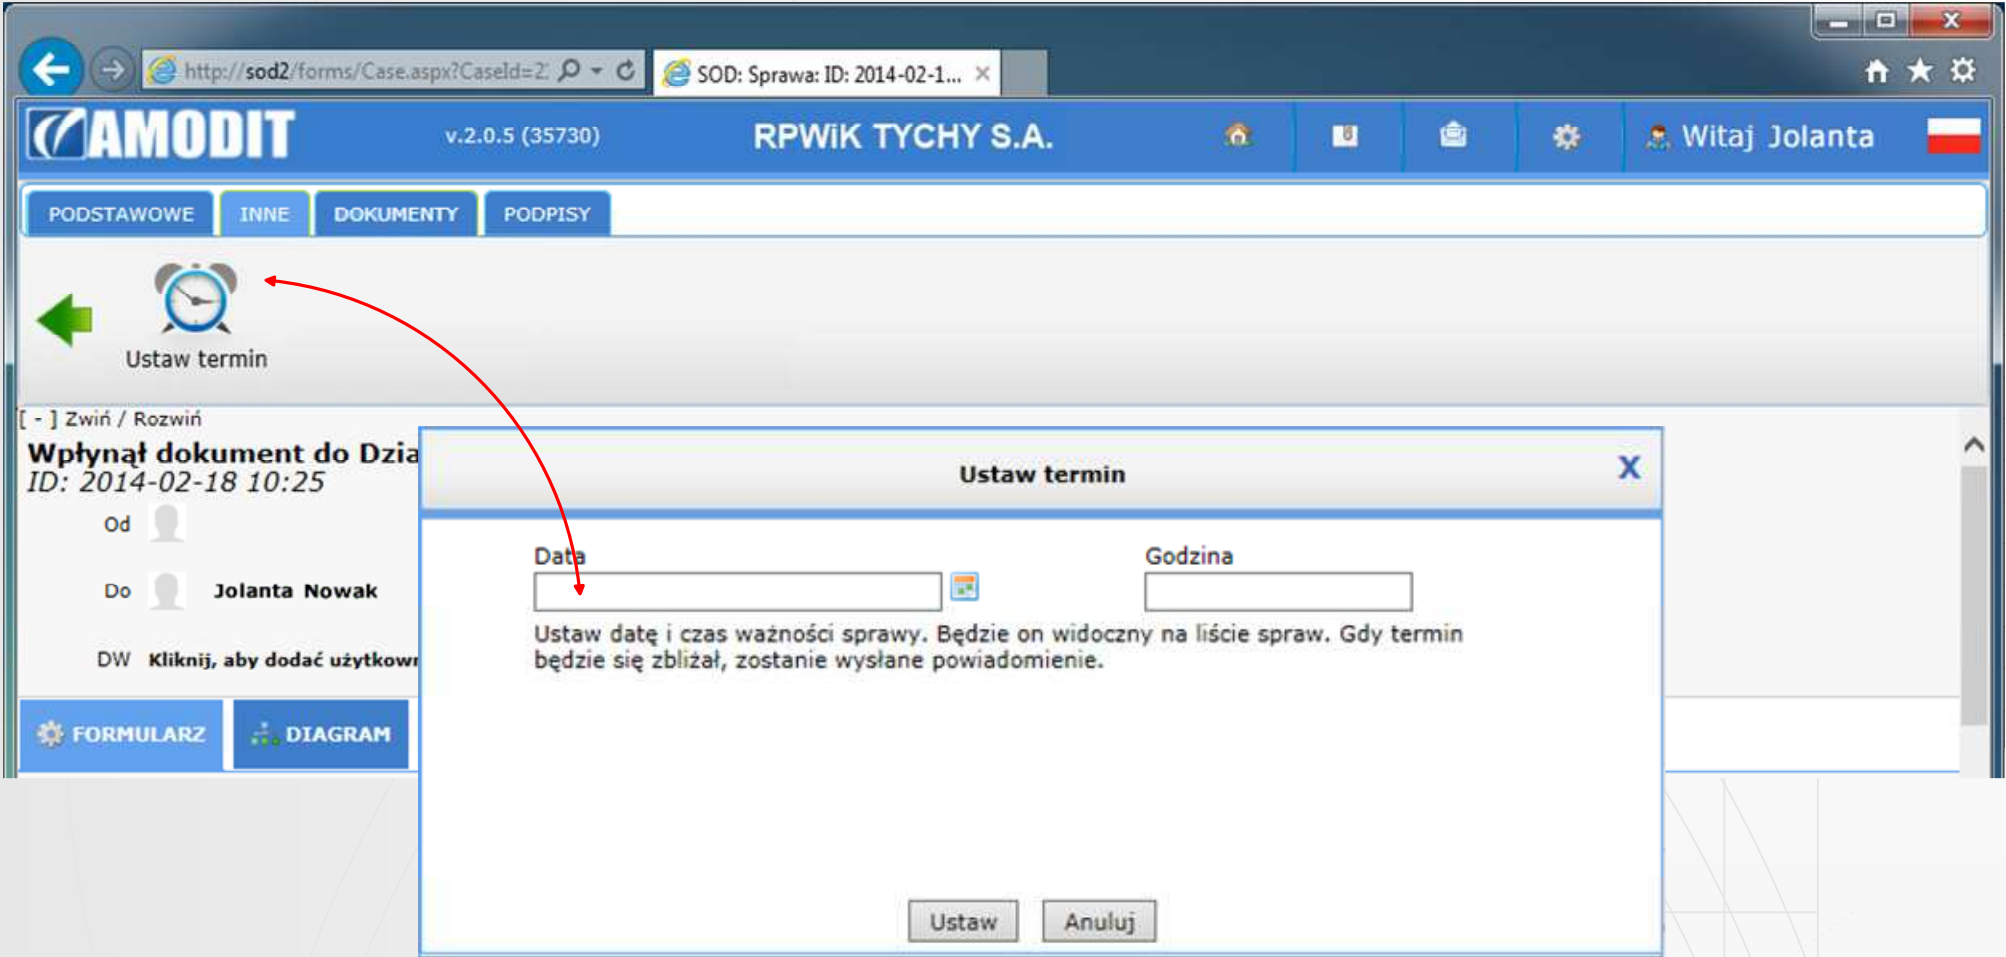 http://sod2/forms/Case.aspx?CaseId=2
SOD: Sprawa: ID: 2014-02-1...
AMODIT
v.2.0.5 (35730)
RPWiK TYCHY S.A.
Witaj Jolanta
PODSTAWOWE
INNE
DOKUMENTY
PODPISY
Ustaw termin
[ - ] Zwiń / Rozwiń
Wpłynął dokument do Dzia
ID: 2014-02-18 10:25
Od
Do Jolanta Nowak
DW Kliknij, aby dodać użytkown
FORMULARZ
DIAGRAM
Ustaw termin
X
Data
Godzina
Ustaw datę i czas ważności sprawy. Będzie on widoczny na liście spraw. Gdy termin
będzie się zbliżał, zostanie wysłane powiadomienie.
Ustaw
Anuluj